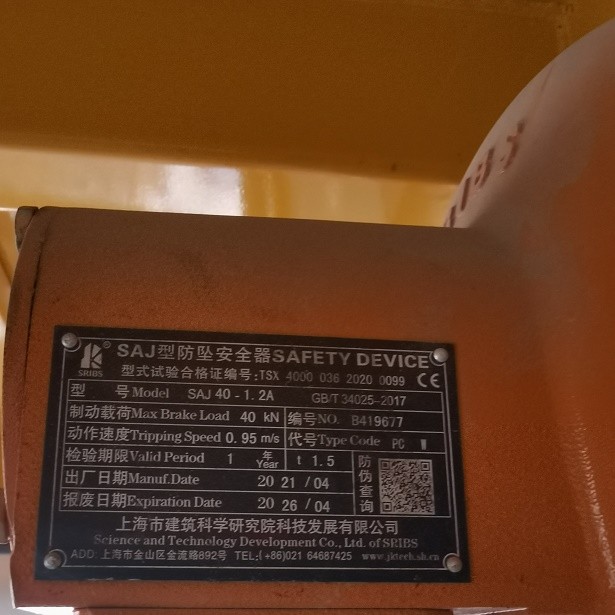 SRIBS ® SAJ型防坠安全器SAFETY DEVICE
型式试验合格证编号:TSX 4000 036 2020 0099 CE
型 号Model SAJ 40-1.2A GB/T 34025-2017
制动载荷Max Brake Load 40 kN 编号NO. B419677
动作速度Tripping Speed 0.95 m/s 代号Type Code PC W
检验期限Valid Period 1 年Year t 1.5 防伪查询
出厂日期Manuf.Date 20 21 / 04
报废日期Expiration Date 20 26 / 04
上海市建筑科学研究院科技发展有限公司
Science and Technology Development Co., Ltd. of SRIBS
ADD: 上海市金山区金流路892号 TEL:(+86)021 64687425 www.jktech.sh.cn